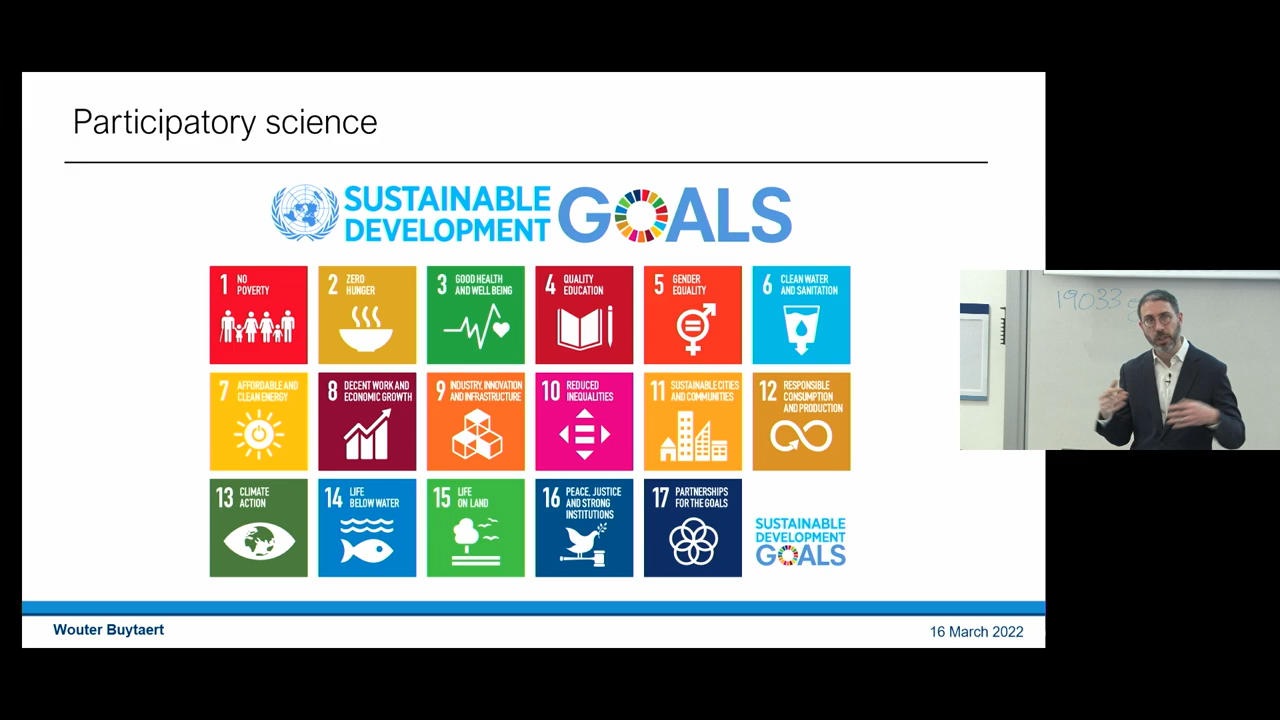 Participatory science
SUSTAINABLE
DEVELOPMENT
GOALS
1 NO
POVERTY
2 ZERO
HUNGER
3 GOOD HEALTH
AND WELL BEING
4 QUALITY
EDUCATION
5 GENDER
EQUALITY
6 CLEAN WATER
AND SANITATION
7 AFFORDABLE AND
CLEAN ENERGY
8 DECENT WORK AND
ECONOMIC GROWTH
9 INDUSTRY, INNOVATION
AND INFRASTRUCTURE
10 REDUCED
INEQUALITIES
11 SUSTAINABLE CITIES
AND COMMUNITIES
12 RESPONSIBLE
CONSUMPTION
AND PRODUCTION
13 CLIMATE
ACTION
14 LIFE
BELOW WATER
15 LIFE
ON LAND
16 PEACE, JUSTICE
AND STRONG
INSTITUTIONS
17 PARTNERSHIPS
FOR THE GOALS
SUSTAINABLE
DEVELOPMENT
GOALS
Wouter Buytaert
16 March 2022
19033